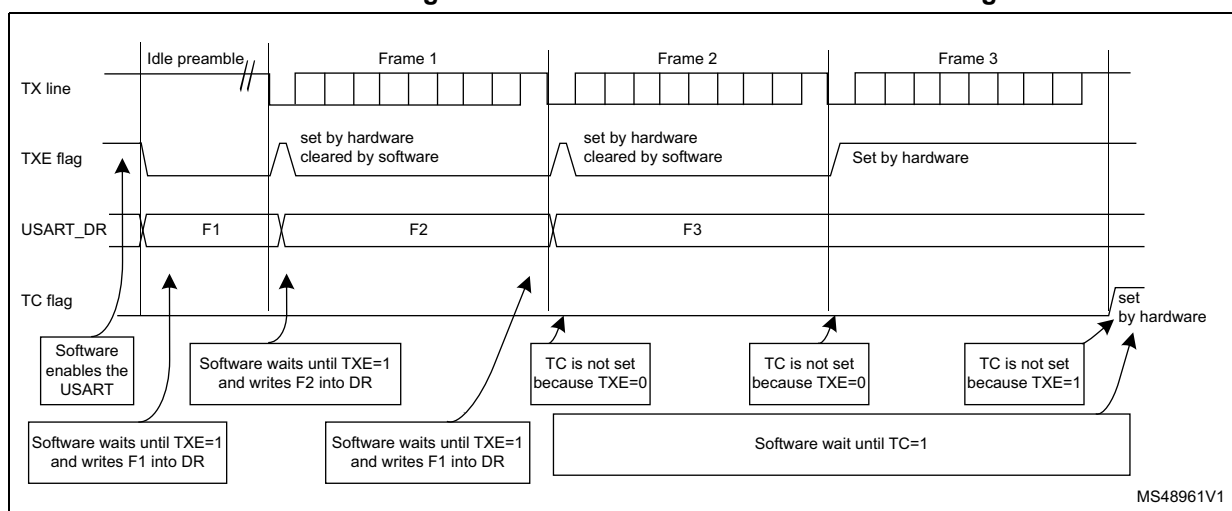 Idle preamble
Frame 1
Frame 2
Frame 3
TX line
TXE flag
set by hardware
cleared by software
set by hardware
cleared by software
Set by hardware
USART_DR
F1
F2
F3
TC flag
set
by hardware
Software
enables the
USART
Software waits until TXE=1
and writes F2 into DR
TC is not set
because TXE=0
TC is not set
because TXE=0
TC is not set
because TXE=1
Software waits until TXE=1
and writes F1 into DR
Software waits until TXE=1
and writes F1 into DR
Software wait until TC=1
MS48961V1